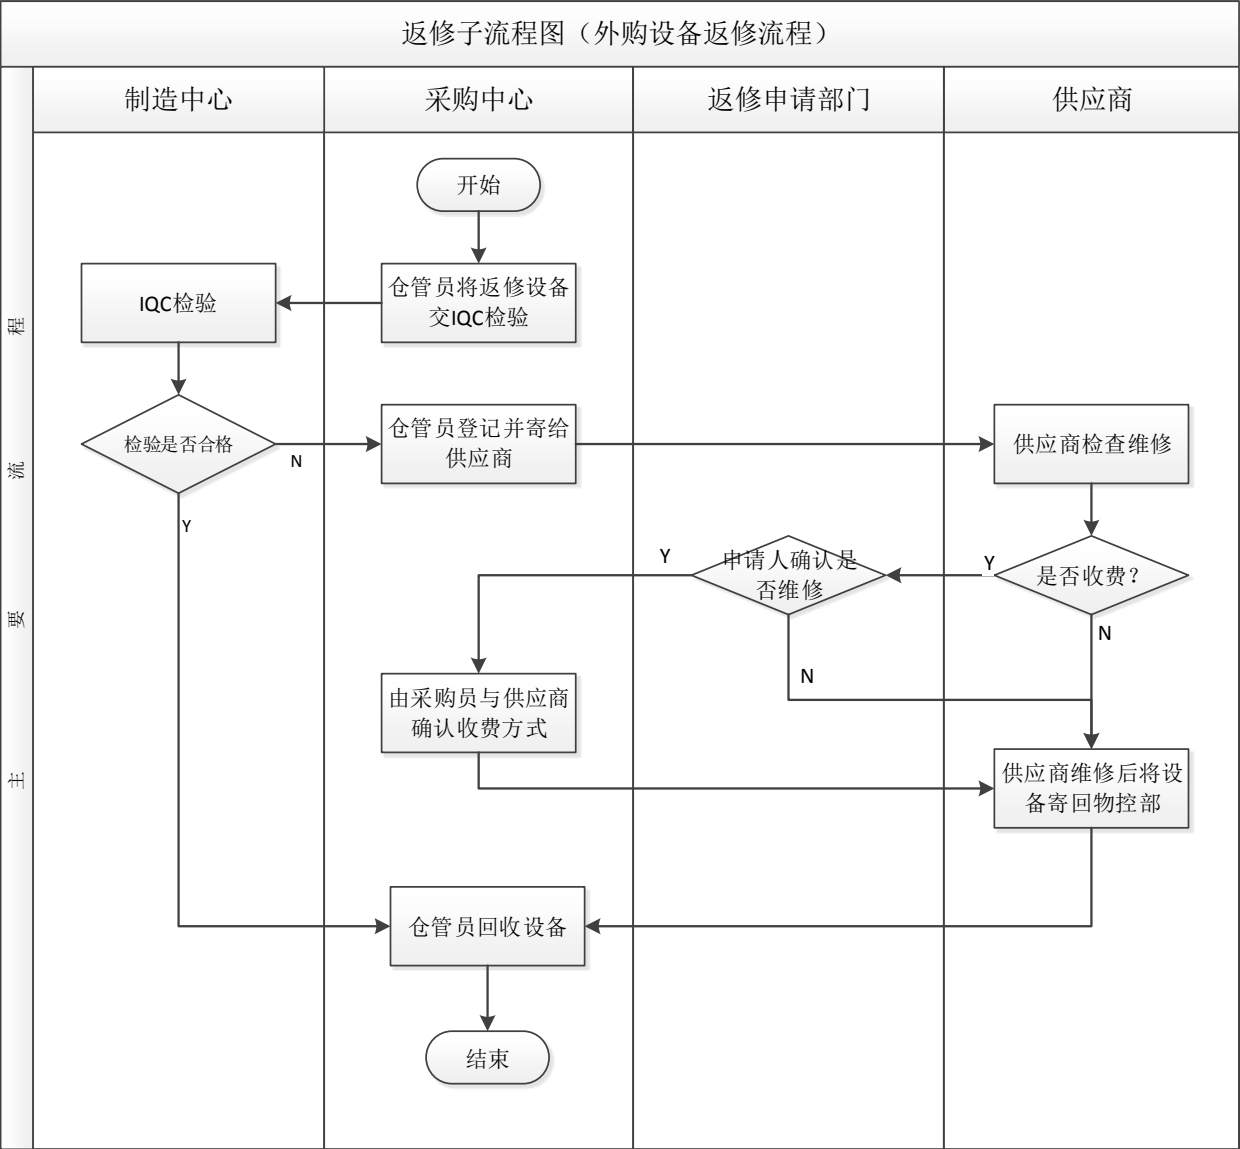 返修子流程图（外购设备返修流程）
制造中心
采购中心
返修申请部门
供应商
主要流程
开始
仓管员将返修设备
交IQC检验
IQC检验
检验是否合格
N
Y
仓管员登记并寄给
供应商
供应商检查维修
是否收费？
Y
N
申请人确认是
否维修
Y
N
由采购员与供应商
确认收费方式
供应商维修后将设
备寄回物控部
仓管员回收设备
结束